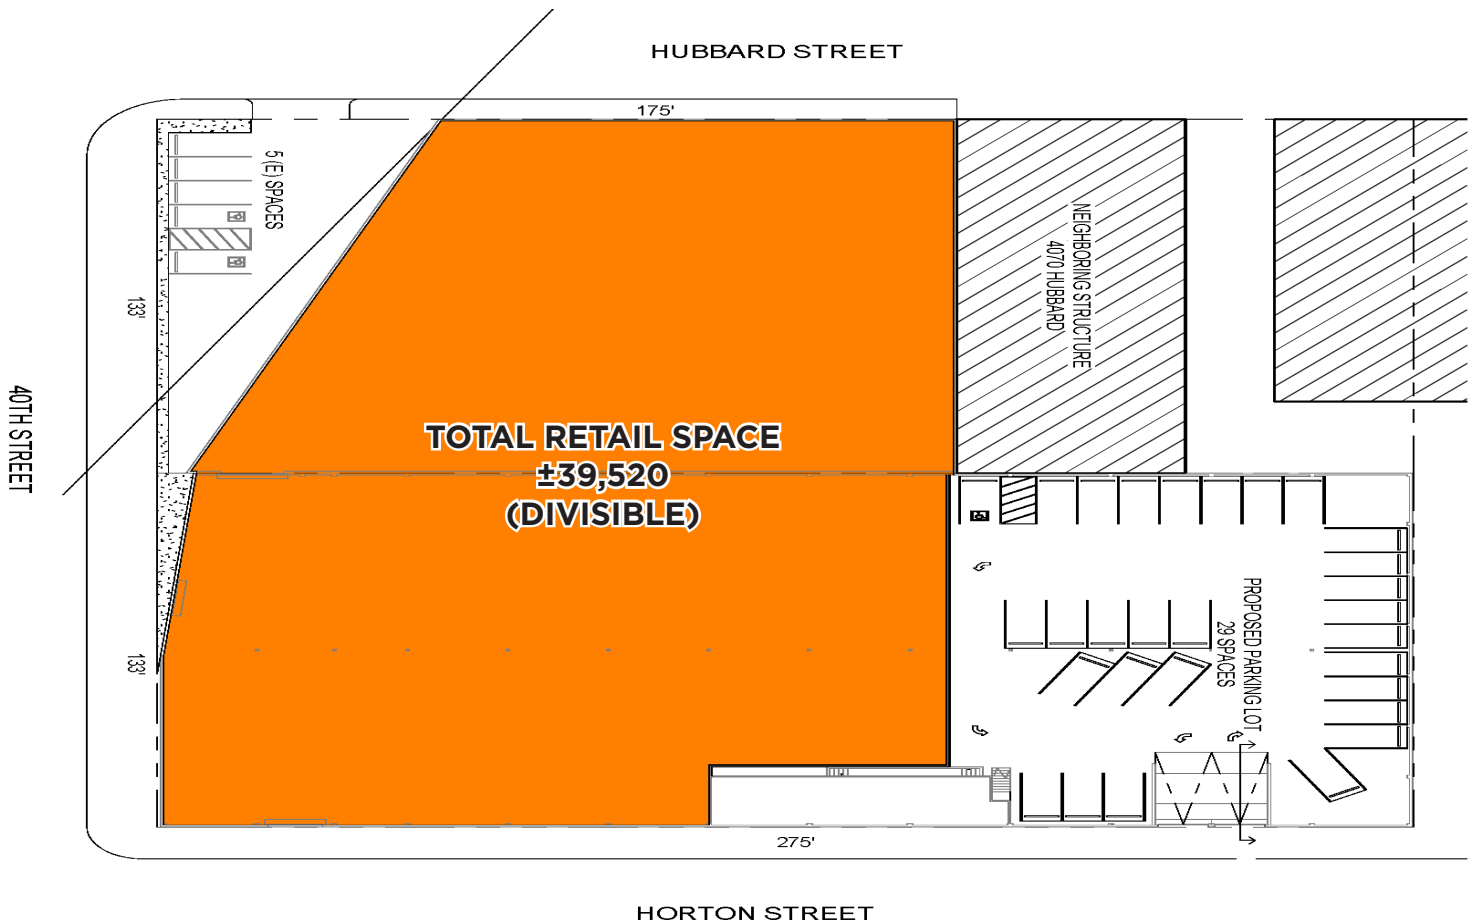 HUBBARD STREET
175'
5 (E) SPACES
133'
NEIGHBORING STRUCTURE
4070 HUBBARD
40TH STREET
TOTAL RETAIL SPACE
±39,520
(DIVISIBLE)
133'
PROPOSED PARKING LOT
29 SPACES
275'
HORTON STREET